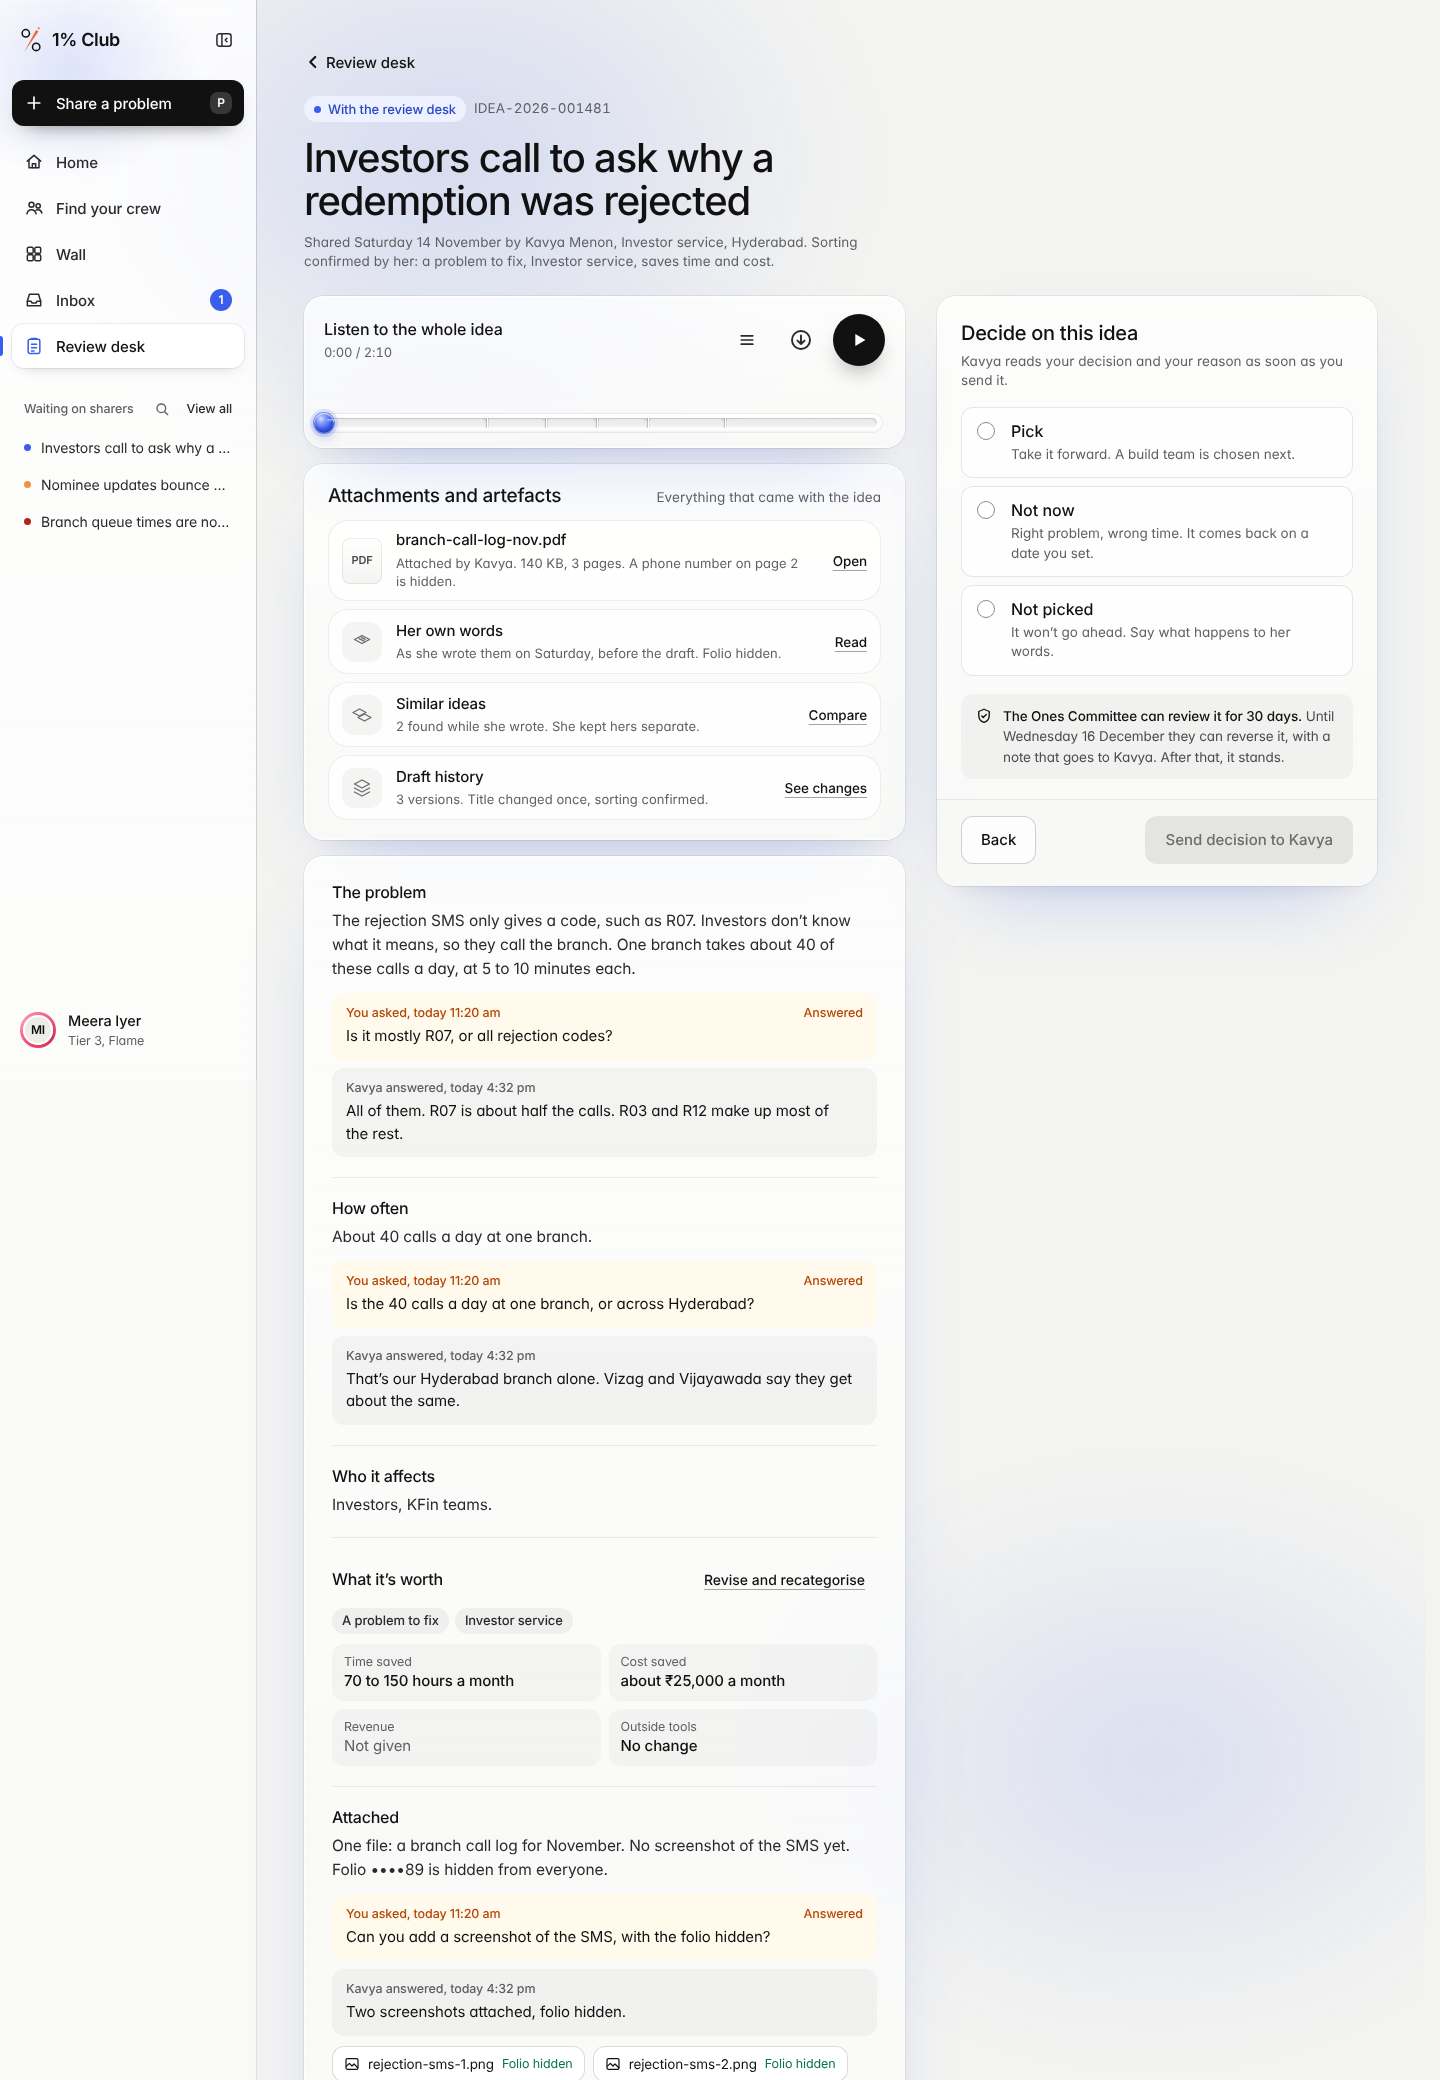 1% Club
Share a problem
P
Home
Find your crew
Wall
Inbox
1
Review desk
Waiting on sharers
View all
Investors call to ask why a ...
Nominee updates bounce ...
Branch queue times are no...
Meera Iyer
MI
Tier 3, Flame
Review desk
With the review desk
IDEA-2026-001481
Investors call to ask why a
redemption was rejected
Shared Saturday 14 November by Kavya Menon, Investor service, Hyderabad. Sorting
confirmed by her: a problem to fix, Investor service, saves time and cost.
Listen to the whole idea
0:00 / 2:10
Attachments and artefacts
Everything that came with the idea
PDF
branch-call-log-nov.pdf
Attached by Kavya. 140 KB, 3 pages. A phone number on page 2
is hidden.
Open
Her own words
As she wrote them on Saturday, before the draft. Folio hidden.
Read
Similar ideas
2 found while she wrote. She kept hers separate.
Compare
Draft history
3 versions. Title changed once, sorting confirmed.
See changes
The problem
The rejection SMS only gives a code, such as R07. Investors don’t know
what it means, so they call the branch. One branch takes about 40 of
these calls a day, at 5 to 10 minutes each.
You asked, today 11:20 am
Answered
Is it mostly R07, or all rejection codes?
Kavya answered, today 4:32 pm
All of them. R07 is about half the calls. R03 and R12 make up most of
the rest.
How often
About 40 calls a day at one branch.
You asked, today 11:20 am
Answered
Is the 40 calls a day at one branch, or across Hyderabad?
Kavya answered, today 4:32 pm
That’s our Hyderabad branch alone. Vizag and Vijayawada say they get
about the same.
Who it affects
Investors, KFin teams.
What it’s worth
Revise and recategorise
A problem to fix
Investor service
Time saved
70 to 150 hours a month
Cost saved
about ₹25,000 a month
Revenue
Not given
Outside tools
No change
Attached
One file: a branch call log for November. No screenshot of the SMS yet.
Folio ••••89 is hidden from everyone.
You asked, today 11:20 am
Answered
Can you add a screenshot of the SMS, with the folio hidden?
Kavya answered, today 4:32 pm
Two screenshots attached, folio hidden.
rejection-sms-1.png Folio hidden
rejection-sms-2.png Folio hidden
Decide on this idea
Kavya reads your decision and your reason as soon as you
send it.
Pick
Take it forward. A build team is chosen next.
Not now
Right problem, wrong time. It comes back on a
date you set.
Not picked
It won’t go ahead. Say what happens to her
words.
The Ones Committee can review it for 30 days. Until
Wednesday 16 December they can reverse it, with a
note that goes to Kavya. After that, it stands.
Back
Send decision to Kavya